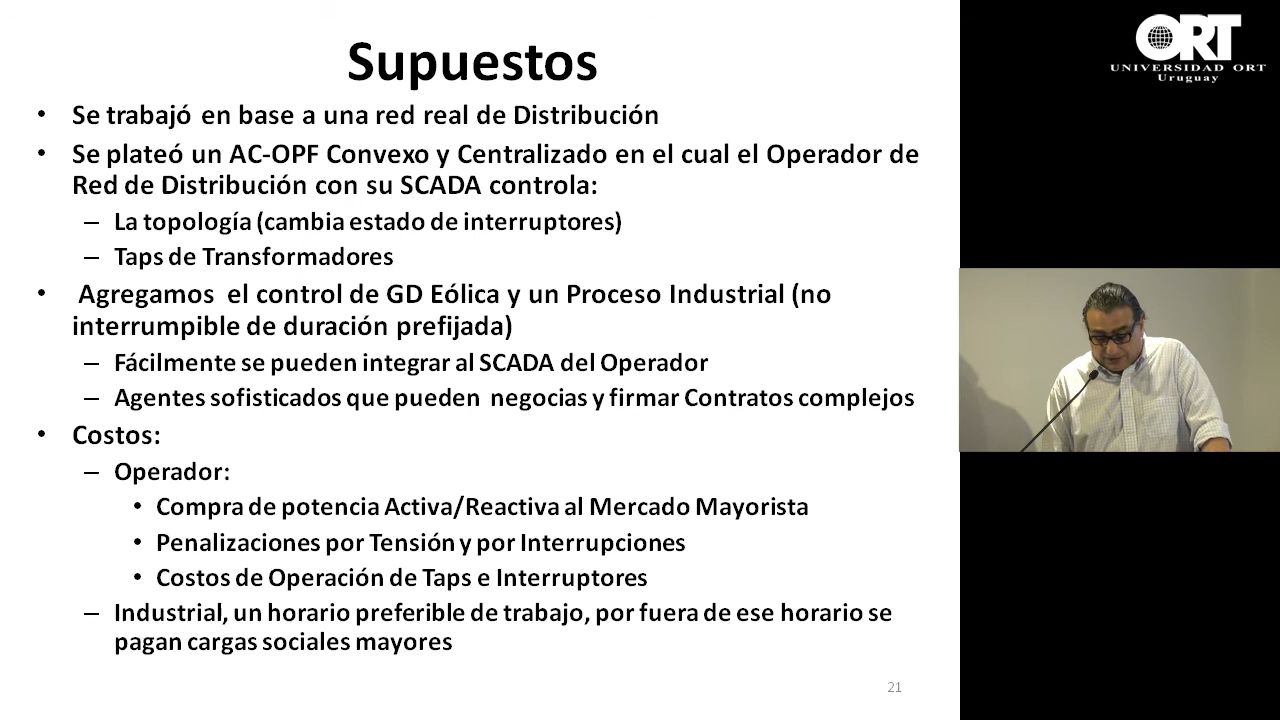 Supuestos
• Se trabajó en base a una red real de Distribución
• Se plateó un AC-OPF Convexo y Centralizado en el cual el Operador de
Red de Distribución con su SCADA controla:
– La topología (cambia estado de interruptores)
– Taps de Transformadores
• Agregamos el control de GD Eólica y un Proceso Industrial (no
interrumpible de duración prefijada)
– Fácilmente se pueden integrar al SCADA del Operador
– Agentes sofisticados que pueden negocias y firmar Contratos complejos
• Costos:
– Operador:
• Compra de potencia Activa/Reactiva al Mercado Mayorista
• Penalizaciones por Tensión y por Interrupciones
• Costos de Operación de Taps e Interruptores
– Industrial, un horario preferible de trabajo, por fuera de ese horario se
pagan cargas sociales mayores
21
ORT
UNIVERSIDAD ORT
Uruguay